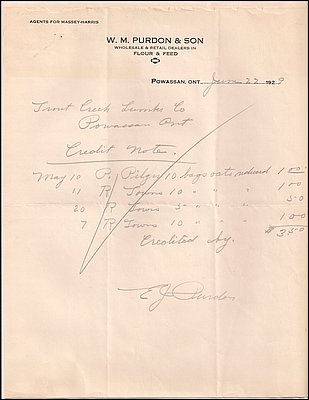 AGENTS FOR MASSEY-HARRIS
W. M. PURDON & SON
WHOLESALE & RETAIL DEALERS IN
FLOUR & FEED
POWASSAN, ONT. June 22 1929
Trout Creek Lumber Co
Powassan Ont
Credit Note.
May 10 P. Pilger 10 bags oats reduced 1.00
11 R Towns 10 " " " 1.00
20 R Towns 5 " " " 50
7 R Towns 10 " " " 1.00
$3.50
Credited by.
E J Purdon